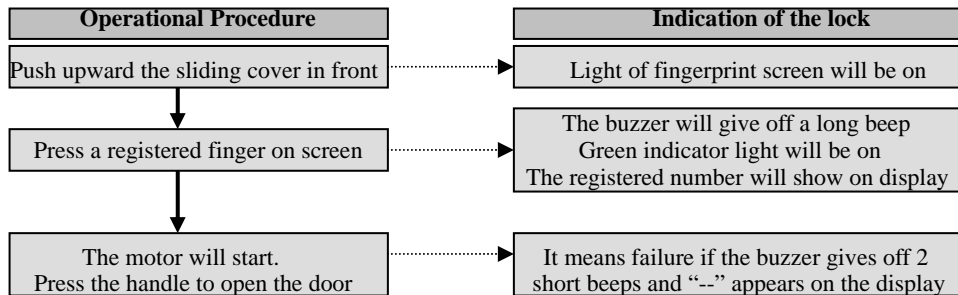 Operational Procedure
Indication of the lock
Push upward the sliding cover in front
Light of fingerprint screen will be on
Press a registered finger on screen
The buzzer will give off a long beep
Green indicator light will be on
The registered number will show on display
The motor will start.
Press the handle to open the door
It means failure if the buzzer gives off 2
short beeps and “--” appears on the display